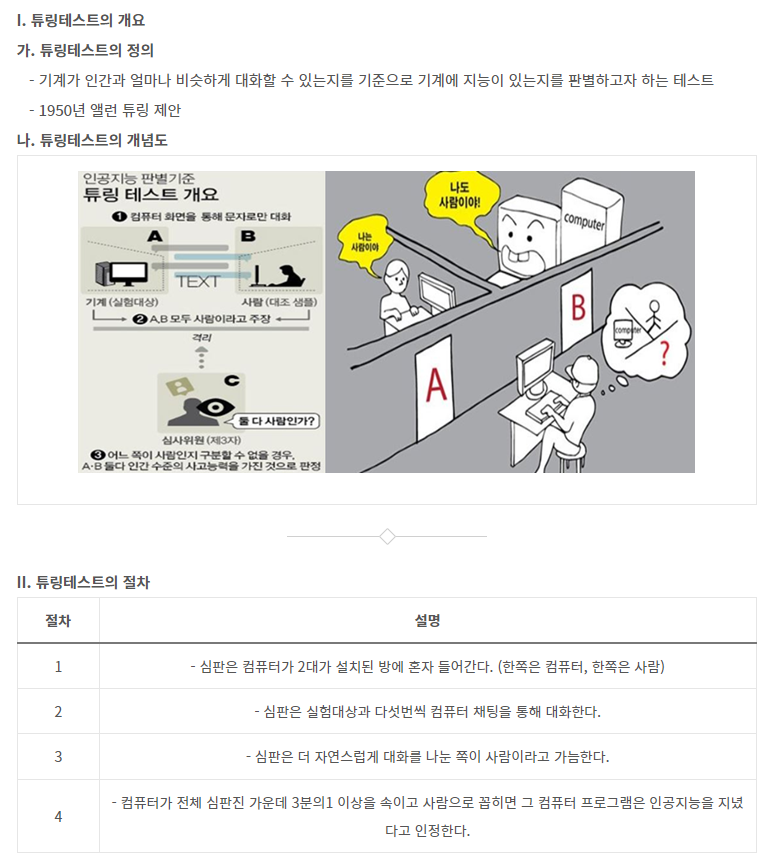 I. 튜링테스트의 개요
가. 튜링테스트의 정의
- 기계가 인간과 얼마나 비슷하게 대화할 수 있는지를 기준으로 기계에 지능이 있는지를 판별하고자 하는 테스트
- 1950년 앨런 튜링 제안
나. 튜링테스트의 개념도
인공지능 판별기준
튜링 테스트 개요
❶ 컴퓨터 화면을 통해 문자로만 대화
A
B
TEXT
기계 (실험대상)
사람 (대조 샘플)
❷ A,B 모두 사람이라고 주장
격리
C
둘 다 사람인가?
심사위원 (제3자)
❸ 어느 쪽이 사람인지 구분할 수 없을 경우,
A·B 둘다 인간 수준의 사고능력을 가진 것으로 판정
나는
사람이야
나도
사람이야!
computer
A
B
computer
?
II. 튜링테스트의 절차
절차
설명
1
- 심판은 컴퓨터가 2대가 설치된 방에 혼자 들어간다. (한쪽은 컴퓨터, 한쪽은 사람)
2
- 심판은 실험대상과 다섯번씩 컴퓨터 채팅을 통해 대화한다.
3
- 심판은 더 자연스럽게 대화를 나눈 쪽이 사람이라고 가늠한다.
4
- 컴퓨터가 전체 심판진 가운데 3분의1 이상을 속이고 사람으로 꼽히면 그 컴퓨터 프로그램은 인공지능을 지녔
다고 인정한다.